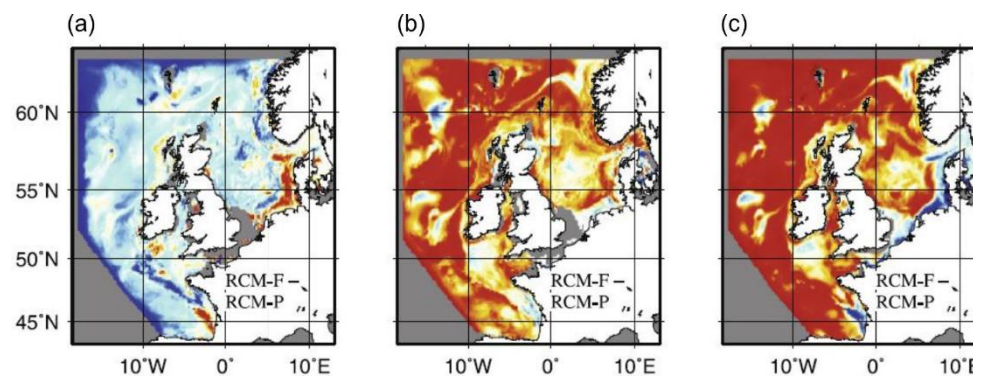 (a) (b) (c)
60°N
55°N
50°N
45°N
RCM-F –
RCM-P
RCM-F –
RCM-P
RCM-F –
RCM-P
10°W 0° 10°E 10°W 0° 10°E 10°W 0° 10°E